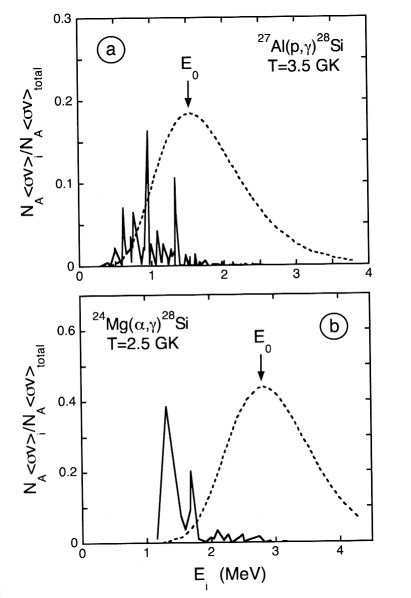 0.3
a
27Al(p,γ)28Si
T=3.5 GK
E0
0.2
0.1
0
NA<σv>i/NA<σv>total
0 1 2 3 4
24Mg(α,γ)28Si
T=2.5 GK
b
E0
0.6
0.4
0.2
0
NA<σv>i/NA<σv>total
0 1 2 3 4
Ei (MeV)